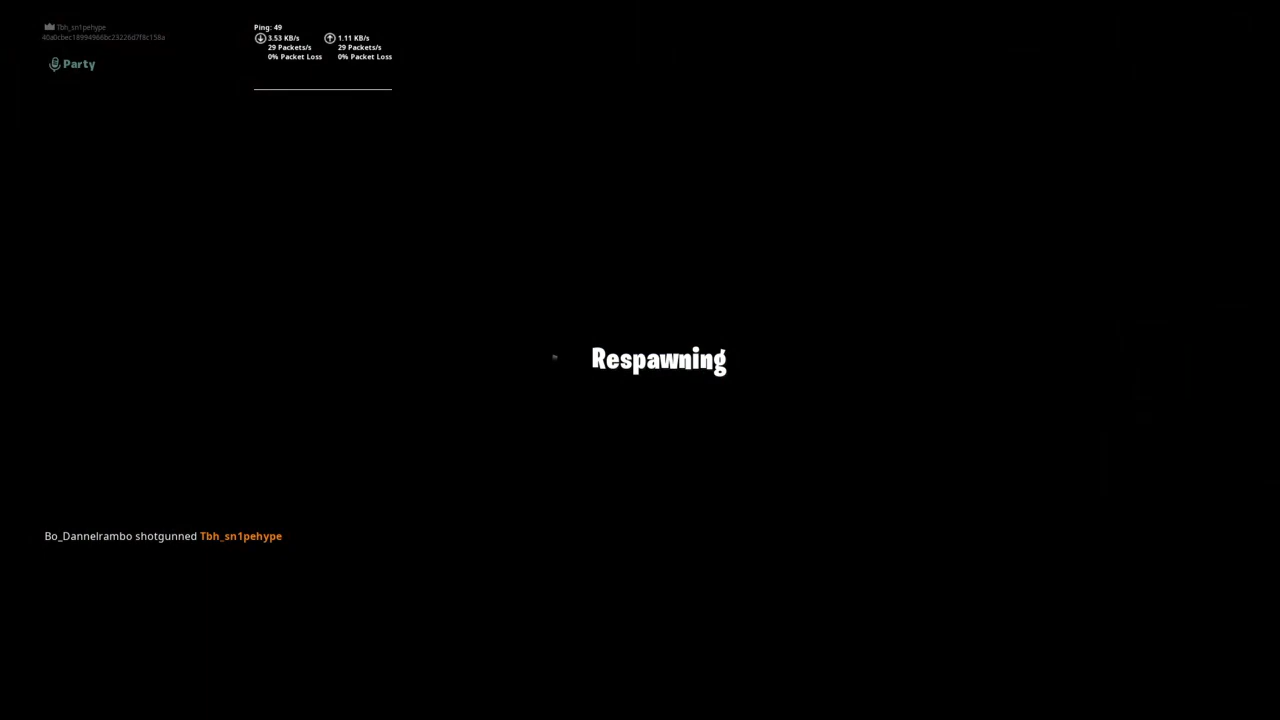 Tbh_sn1pehype
Ping: 49
3.53 KB/s
1.11 KB/s
29 Packets/s
29 Packets/s
0% Packet Loss
0% Packet Loss
Party
Respawning
Bo_Dannelrambo shotgunned Tbh_sn1pehype